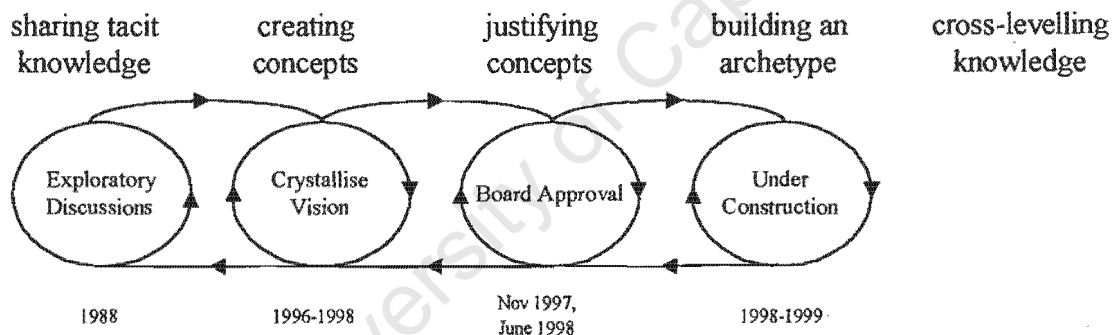 sharing tacit
knowledge
creating
concepts
justifying
concepts
building an
archetype
cross-levelling
knowledge
Exploratory
Discussions
Crystallise
Vision
Board Approval
Under
Construction
1988
1996-1998
Nov 1997,
June 1998
1998-1999